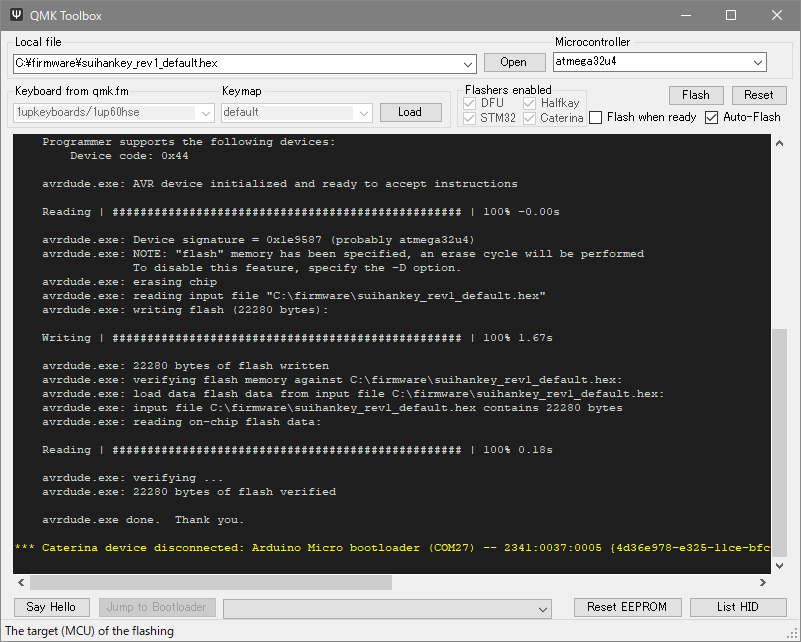 QMK Toolbox
Local file
Microcontroller
C:¥firmware¥suihankey_rev1_default.hex
Open
atmega32u4
Keyboard from qmk.fm
Keymap
Flashers enabled
Flash
Reset
1upkeyboards/1up60hse
default
Load
DFU
Halfkay
STM32
Caterina
Flash when ready
Auto-Flash
Programmer supports the following devices:
Device code: 0x44
avrdude.exe: AVR device initialized and ready to accept instructions
Reading | ################################################## | 100% -0.00s
avrdude.exe: Device signature = 0x1e9587 (probably atmega32u4)
avrdude.exe: NOTE: "flash" memory has been specified, an erase cycle will be performed
To disable this feature, specify the -D option.
avrdude.exe: erasing chip
avrdude.exe: reading input file "C:\firmware\suihankey_rev1_default.hex"
avrdude.exe: writing flash (22280 bytes):
Writing | ################################################## | 100% 1.67s
avrdude.exe: 22280 bytes of flash written
avrdude.exe: verifying flash memory against C:\firmware\suihankey_rev1_default.hex:
avrdude.exe: load data flash data from input file C:\firmware\suihankey_rev1_default.hex:
avrdude.exe: input file C:\firmware\suihankey_rev1_default.hex contains 22280 bytes
avrdude.exe: reading on-chip flash data:
Reading | ################################################## | 100% 0.18s
avrdude.exe: verifying ...
avrdude.exe: 22280 bytes of flash verified
avrdude.exe done.  Thank you.
*** Caterina device disconnected: Arduino Micro bootloader (COM27) -- 2341:0037:0005 {4d36e978-e325-11ce-bfc
Say Hello
Jump to Bootloader
Reset EEPROM
List HID
The target (MCU) of the flashing